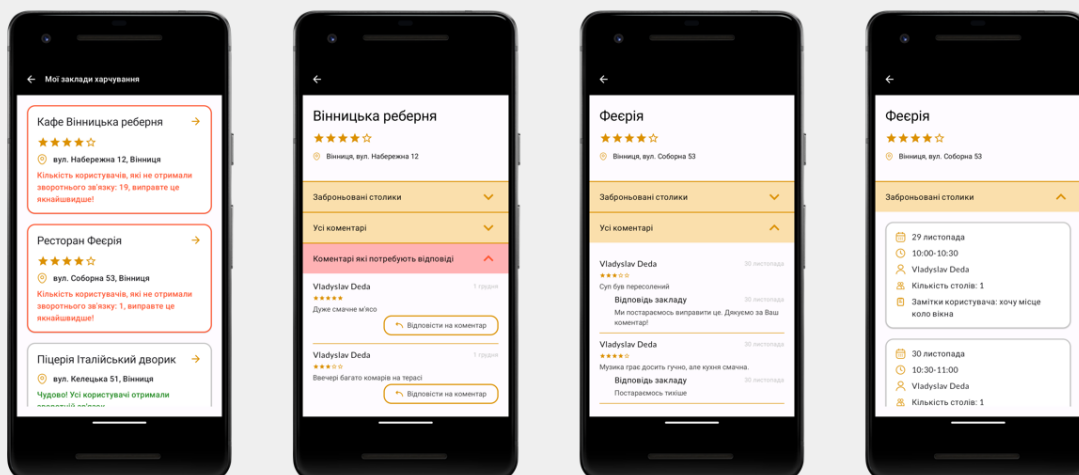 Мої заклади харчування
Кафе Вінницька реберня
вул. Набережна 12, Вінниця
Кількість користувачів, які не отримали
зворотнього зв'язку: 19, виправте це
якнайшвидше!
Ресторан Феєрія
вул. Соборна 53, Вінниця
Кількість користувачів, які не отримали
зворотнього зв'язку: 1, виправте це
якнайшвидше!
Піцерія Італійський дворик
вул. Келецька 51, Вінниця
Чудово! Усі користувачі отримали
Вінницька реберня
Вінниця, вул. Набережна 12
Заброньовані столики
Усі коментарі
Коментарі які потребують відповіді
Vladyslav Deda 1 грудня
Дуже смачне м'ясо
Відповісти на коментар
Vladyslav Deda 1 грудня
Ввечері багато комарів на терасі
Відповісти на коментар
Феєрія
Вінниця, вул. Соборна 53
Заброньовані столики
Усі коментарі
Vladyslav Deda 30 листопада
Суп був пересолений
Відповідь закладу 30 листопада
Ми постараємось виправити це. Дякуємо за Ваш
коментар!
Vladyslav Deda 30 листопада
Музика грає досить гучно, але кухня смачна.
Відповідь закладу 30 листопада
Постараємось тихіше
Феєрія
Вінниця, вул. Соборна 53
Заброньовані столики
29 листопада
10:00-10:30
Vladyslav Deda
Кількість столів: 1
Замітки користувача: хочу місце
коло вікна
30 листопада
10:30-11:00
Vladyslav Deda
Кількість столів: 1